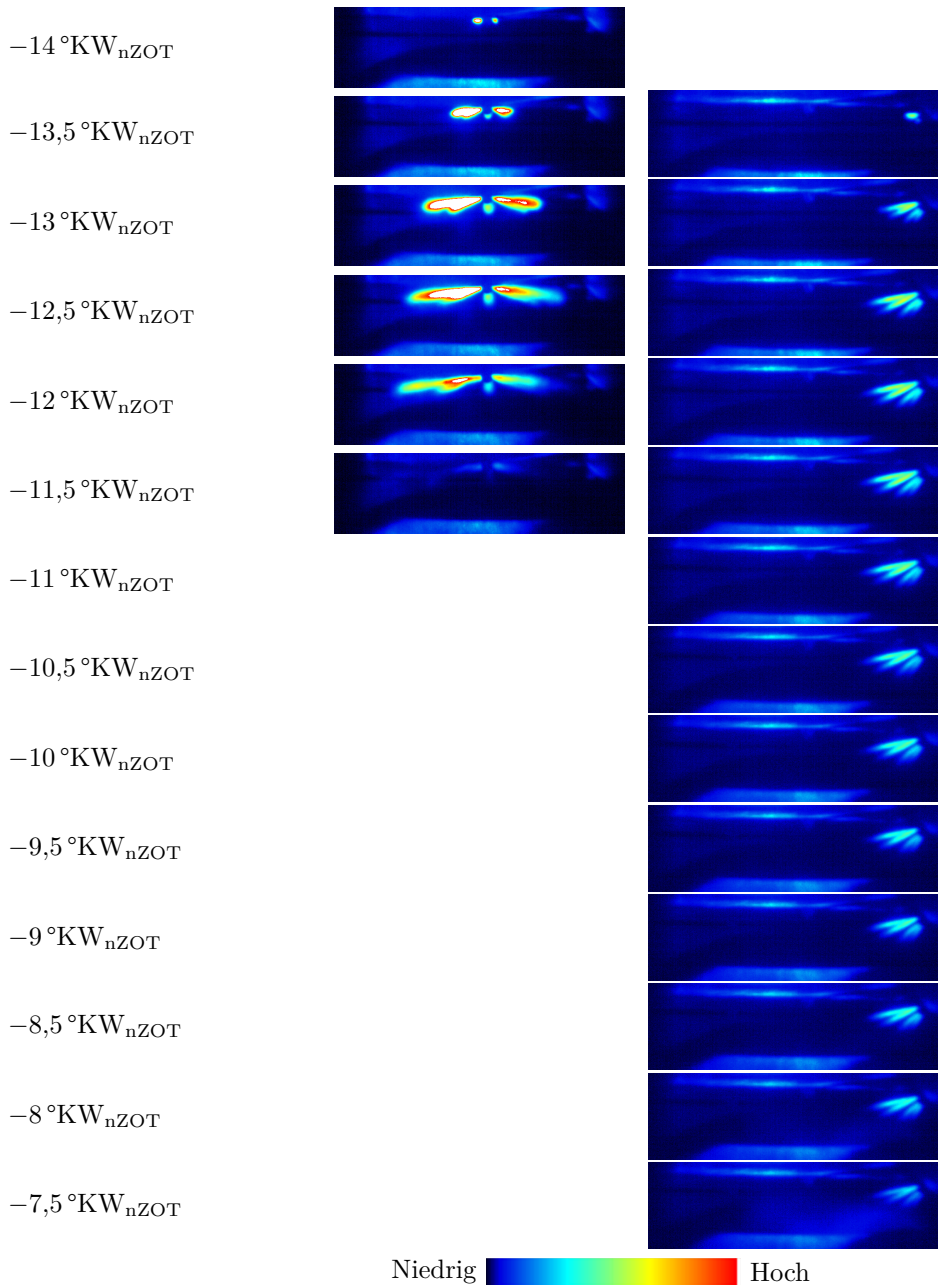 −14 °KW_nZOT
−13,5 °KW_nZOT
−13 °KW_nZOT
−12,5 °KW_nZOT
−12 °KW_nZOT
−11,5 °KW_nZOT
−11 °KW_nZOT
−10,5 °KW_nZOT
−10 °KW_nZOT
−9,5 °KW_nZOT
−9 °KW_nZOT
−8,5 °KW_nZOT
−8 °KW_nZOT
−7,5 °KW_nZOT
Niedrig Hoch